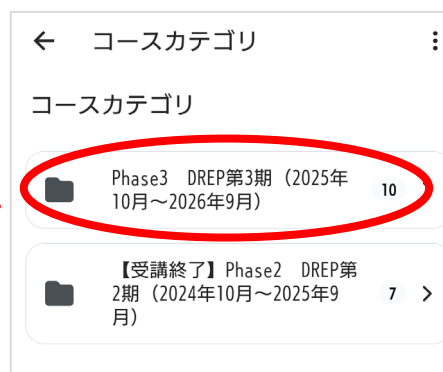 コースカテゴリ
コースカテゴリ
Phase3 DREP第3期（2025年
10月～2026年9月）
10
【受講終了】Phase2 DREP第
2期（2024年10月～2025年9
月）
7